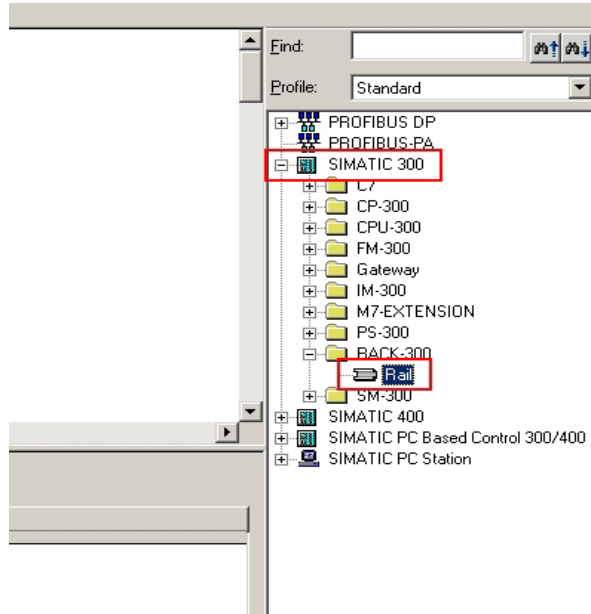 Find:
Profile: Standard
PROFIBUS DP
PROFIBUS-PA
SIMATIC 300
C7
CP-300
CPU-300
FM-300
Gateway
IM-300
M7-EXTENSION
PS-300
RACK-300
Rail
SM-300
SIMATIC 400
SIMATIC PC Based Control 300/400
SIMATIC PC Station